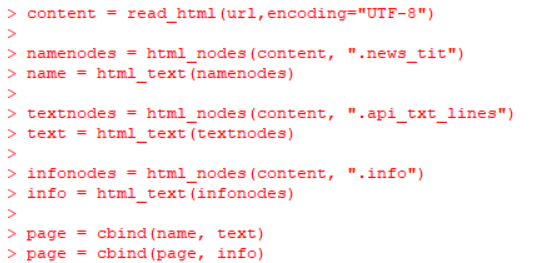 > content = read_html(url,encoding="UTF-8")
>
> namenodes = html_nodes(content, ".news_tit")
> name = html_text(namenodes)
>
> textnodes = html_nodes(content, ".api_txt_lines")
> text = html_text(textnodes)
>
> infonodes = html_nodes(content, ".info")
> info = html_text(infonodes)
>
> page = cbind(name, text)
> page = cbind(page, info)